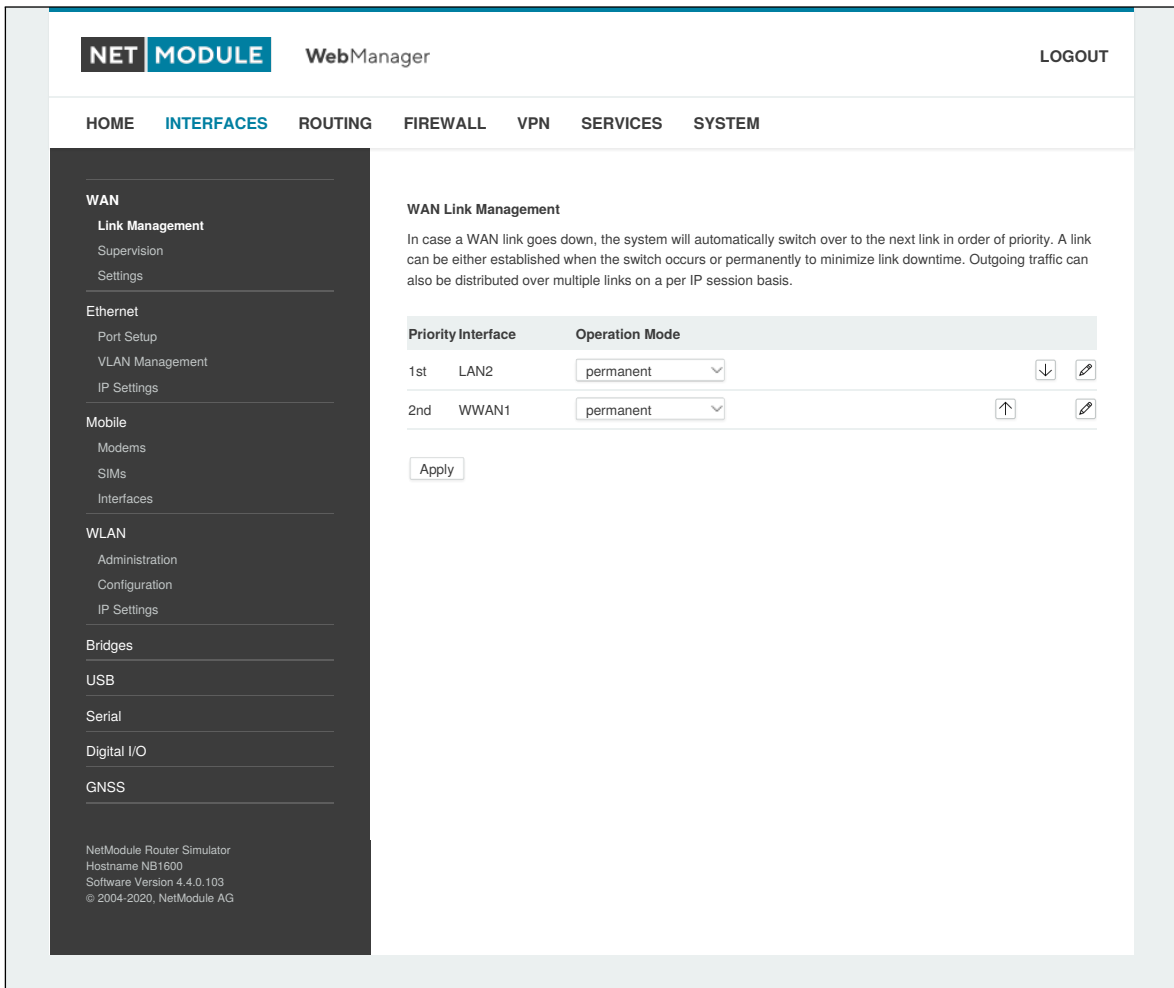 NET MODULE WebManager LOGOUT
HOME INTERFACES ROUTING FIREWALL VPN SERVICES SYSTEM
WAN
Link Management
Supervision
Settings
Ethernet
Port Setup
VLAN Management
IP Settings
Mobile
Modems
SIMs
Interfaces
WLAN
Administration
Configuration
IP Settings
Bridges
USB
Serial
Digital I/O
GNSS
NetModule Router Simulator
Hostname NB1600
Software Version 4.4.0.103
© 2004-2020, NetModule AG
WAN Link Management
In case a WAN link goes down, the system will automatically switch over to the next link in order of priority. A link
can be either established when the switch occurs or permanently to minimize link downtime. Outgoing traffic can
also be distributed over multiple links on a per IP session basis.
Priority Interface Operation Mode
1st LAN2 permanent
2nd WWAN1 permanent
Apply